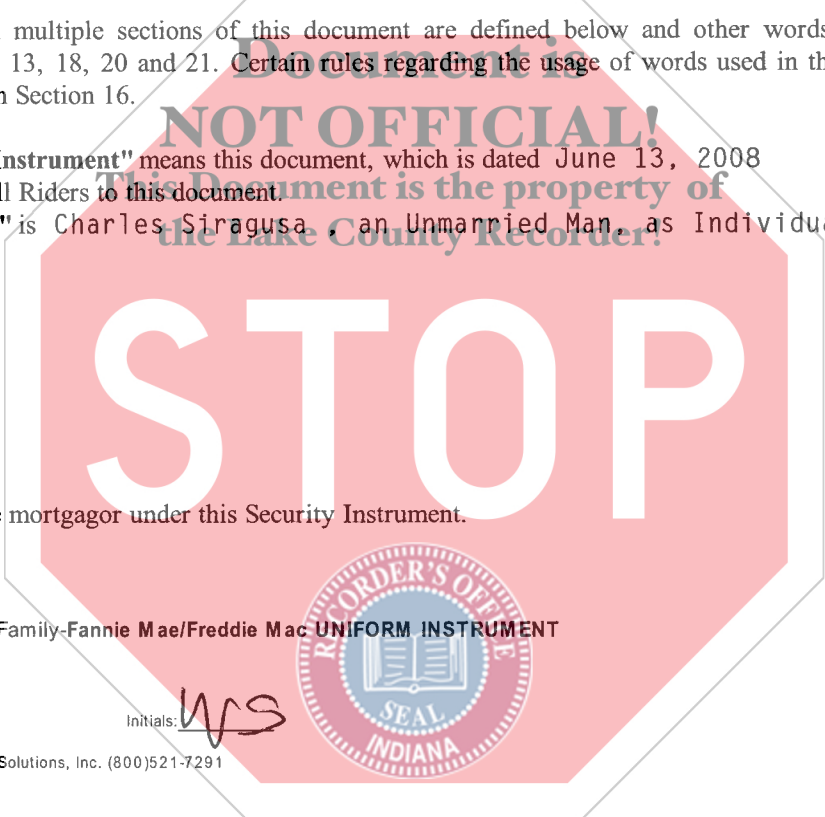 multiple sections of this document are defined below and other words
Document is
13, 18, 20 and 21. Certain rules regarding the usage of words used in th
n Section 16.
NOT OFFICIAL!
Instrument" means this document, which is dated June 13, 2008
This Document is the property of
ll Riders to this document.
" is Charles Siragusa , an Unmarried Man, as Individua
the Lake County Recorder!
STOP
mortgagor under this Security Instrument.
RECORDER'S OFFICE
Family-Fannie Mae/Freddie Mac UNIFORM INSTRUMENT
SEAL
INDIANA
Initials:
Solutions, Inc. (800)521-7291